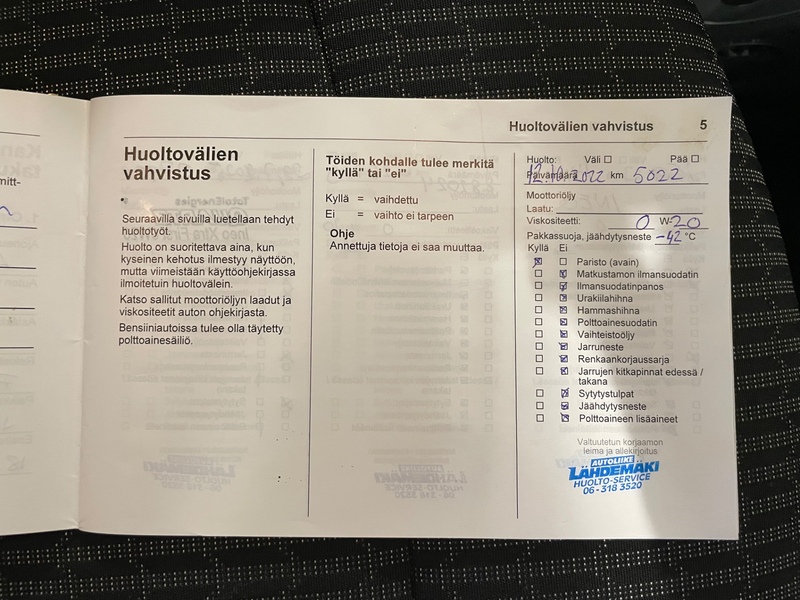 Huoltovälien vahvistus 5
Huoltovälien
vahvistus
Seuraavilla sivuilla luetellaan tehdyt
huoltotyöt.
Huolto on suoritettava aina, kun
kyseinen kehotus ilmestyy näyttöön,
mutta viimeistään käyttöohjekirjassa
ilmoitetuin huoltovälein.
Katso sallitut moottoriöljyn laadut ja
viskositeetit auton ohjekirjasta.
Bensiiniautoissa tulee olla täytetty
polttoainesäiliö.
Töiden kohdalle tulee merkitä
"kyllä" tai "ei"
Kyllä = vaihdettu
Ei = vaihto ei tarpeen
Ohje
Annettuja tietoja ei saa muuttaa.
Huolto: Väli Pää
Päivämäärä 12.10.2022 km 5022
Moottoriöljy
Laatu:
Viskositeetti: 0 W-20
Pakkassuoja, jäähdytysneste -42 °C
Kyllä Ei
Paristo (avain)
Matkustamon ilmansuodatin
Ilmansuodatinpanos
Urakiilahihna
Hammashihna
Polttoainesuodatin
Vaihteistoöljy
Jarruneste
Renkaankorjaussarja
Jarrujen kitkapinnat edessä /
takana
Sytytystulpat
Jäähdytysneste
Polttoaineen lisäaineet
Valtuutetun korjaamon
leima ja allekirjoitus
AUTOLIIKE
LÄHDEMÄKI
HUOLTO-SERVICE
06-318 3520